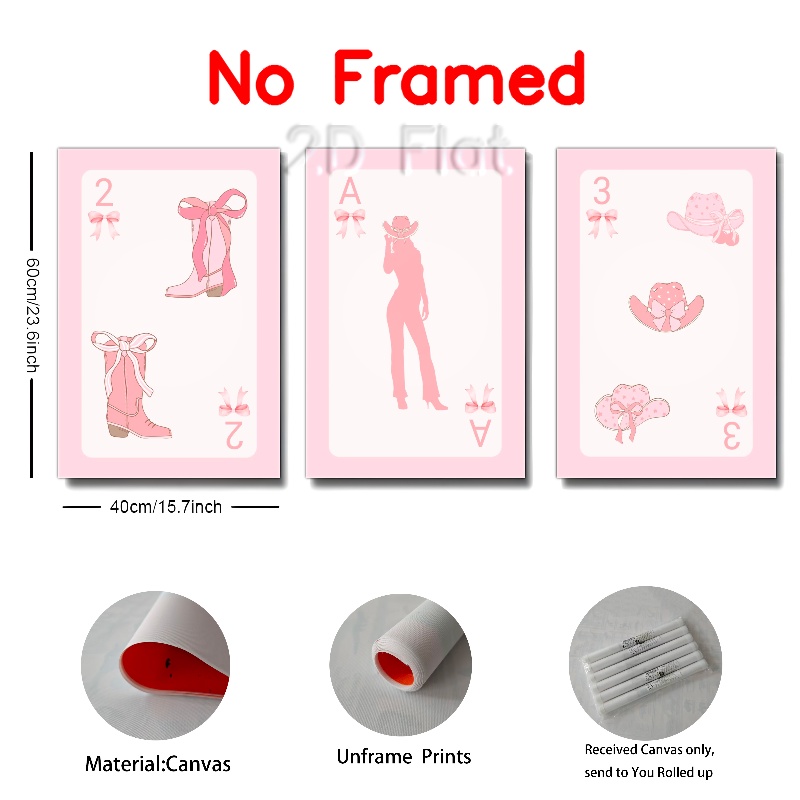 No Framed
2D Flat
2
A
3
60cm/23.6inch
2
A
3
40cm/15.7inch
Material:Canvas
Unframe Prints
Received Canvas only,
send to You Rolled up